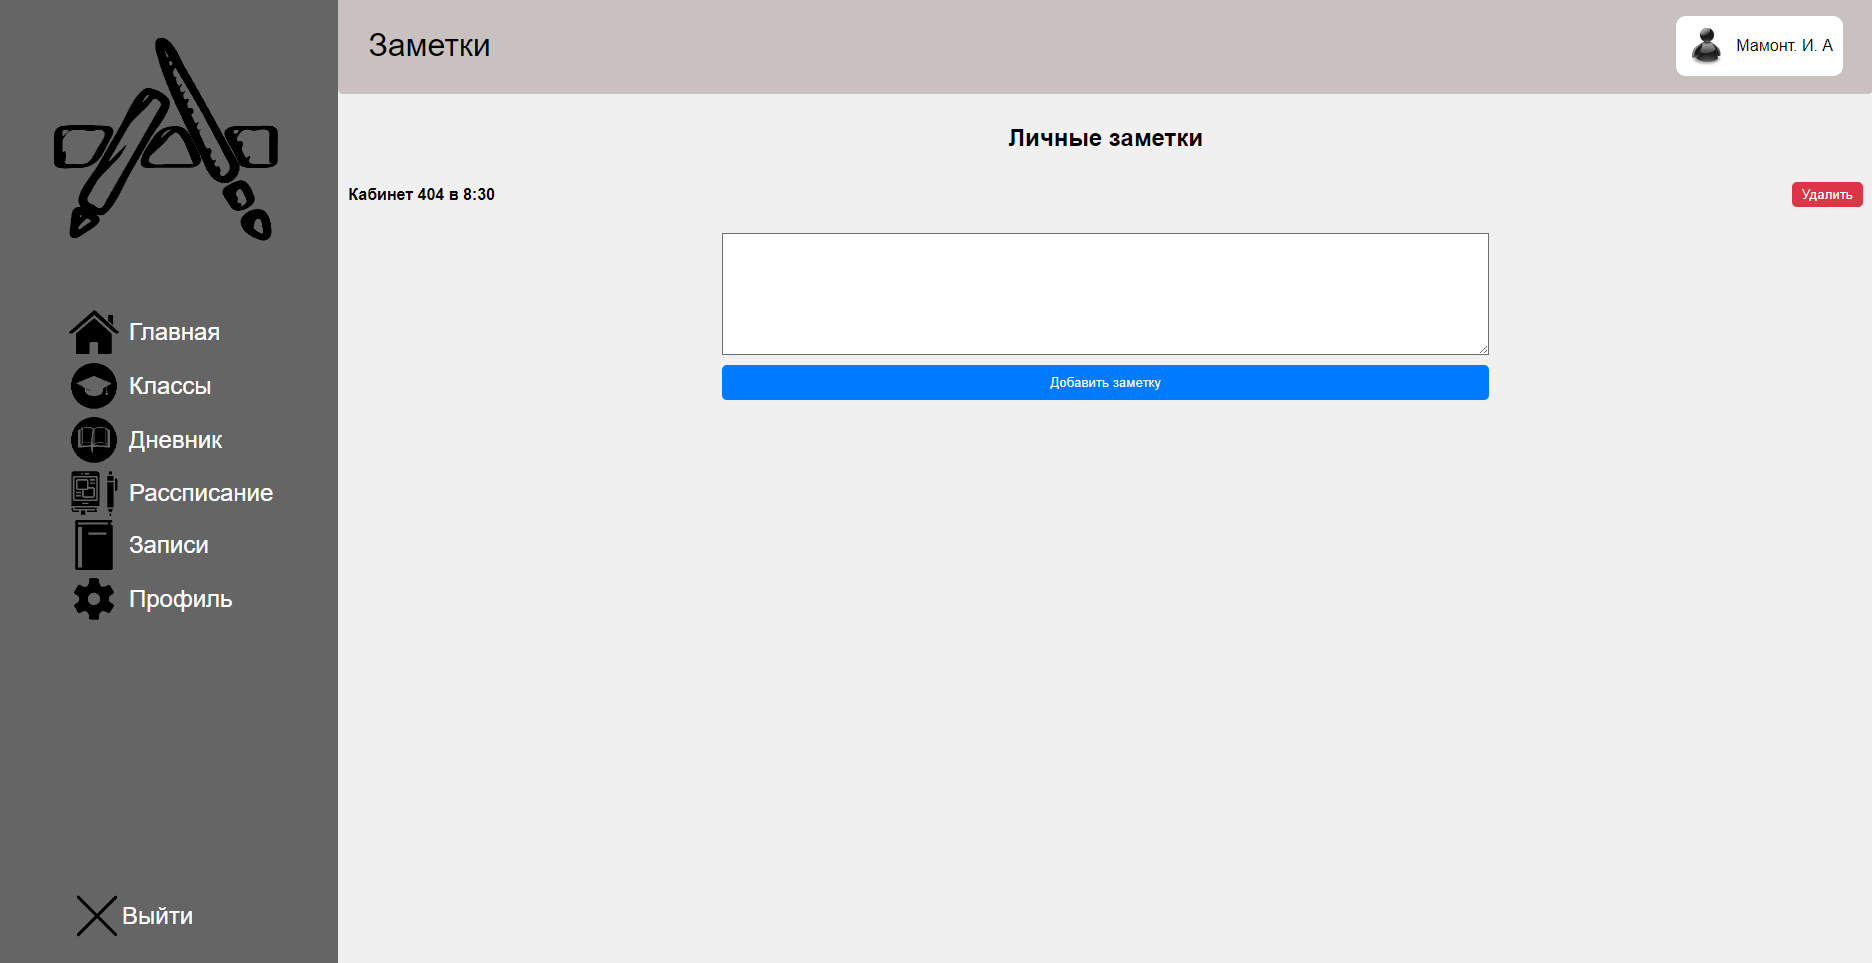 Заметки
Мамонт. И. А
Личные заметки
Кабинет 404 в 8:30
Удалить
Добавить заметку
Главная
Классы
Дневник
Рассписание
Записи
Профиль
Выйти